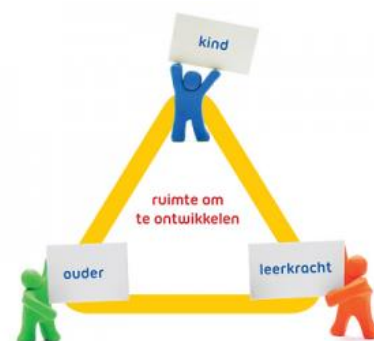 kind
ruimte om
te ontwikkelen
ouder
leerkracht